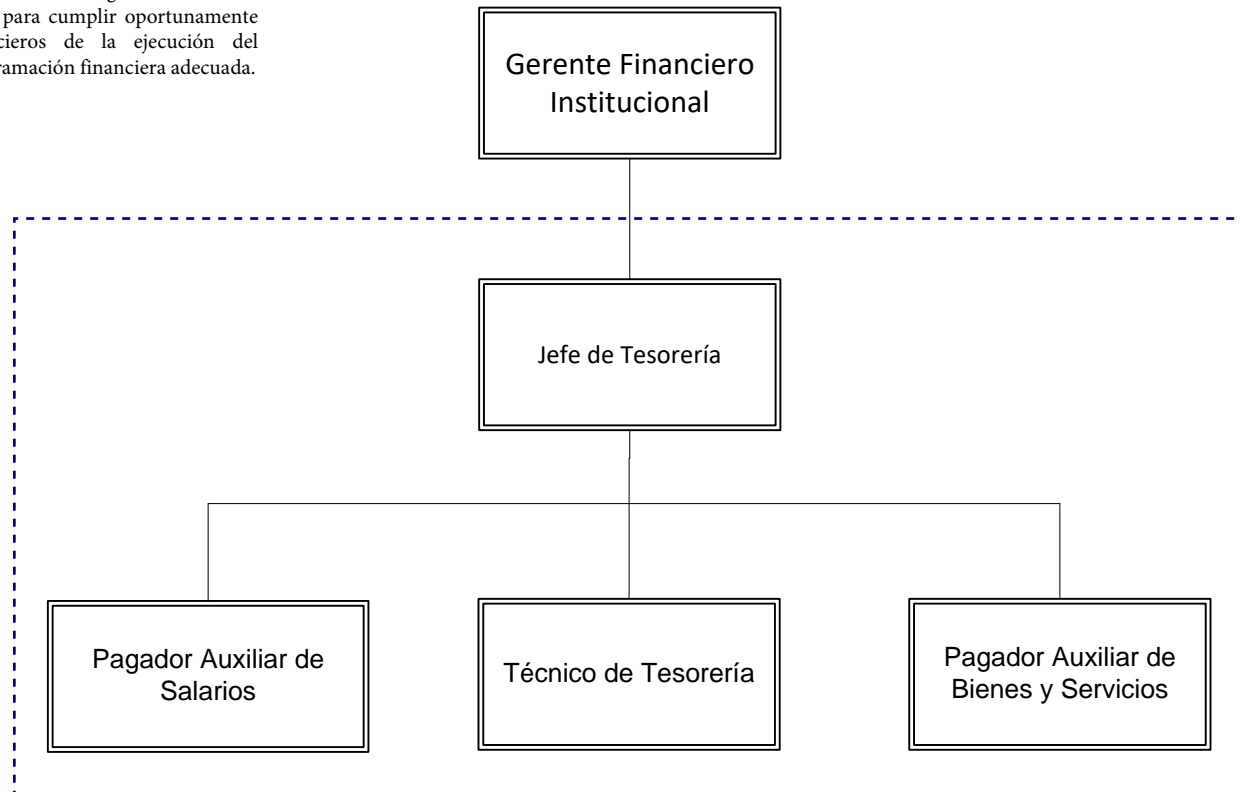 para cumplir oportunamente
cieros de la ejecución del
ramación financiera adecuada.
Gerente Financiero
Institucional
Jefe de Tesorería
Pagador Auxiliar de
Salarios
Técnico de Tesorería
Pagador Auxiliar de
Bienes y Servicios